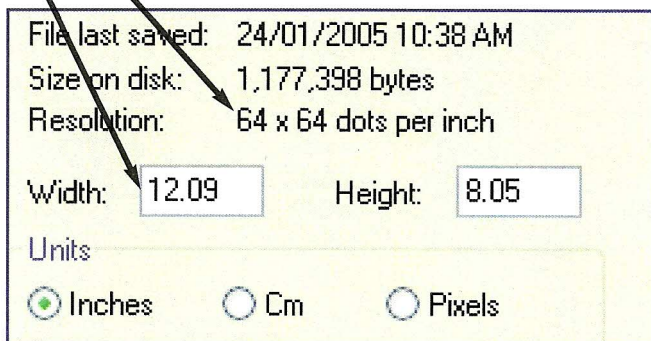 File last saved: 24/01/2005 10:38 AM
Size on disk: 1,177,398 bytes
Resolution: 64 x 64 dots per inch
Width: 12.09 Height: 8.05
Units
Inches Cm Pixels